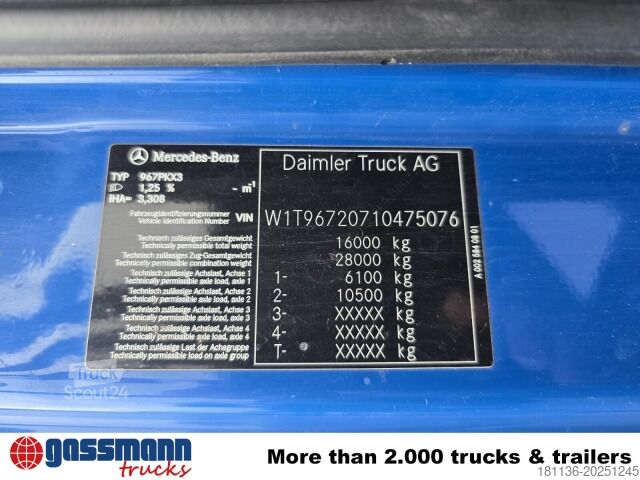 Mercedes-Benz
TYP 967PKX3
1,25 % - m⁻¹
iHA= 3,308
Fahrzeugidentifizierungsnummer
Vehicle Identification Number VIN
Technisch zulässiges Gesamtgewicht
Technically permissible total weight
Technisch zulässiges Zug-Gesamtgewicht
Technically permissible combination weight
Technisch zulässige Achslast, Achse 1
Technically permissible axle load, axle 1
Technisch zulässige Achslast, Achse 2
Technically permissible axle load, axle 2
Technisch zulässige Achslast, Achse 3
Technically permissible axle load, axle 3
Technisch zulässige Achslast, Achse 4
Technically permissible axle load, axle 4
Technisch zulässige Last der Achsgruppe
Technically permissible load on axle group
Daimler Truck AG
W1T96720710475076
16000 kg
28000 kg
1- 6100 kg
2- 10500 kg
3- XXXXX kg
4- XXXXX kg
T- XXXXX kg
A 002 584 08 01
Truck
Scout24
gassmann
trucks
More than 2.000 trucks & trailers
181136-20251245